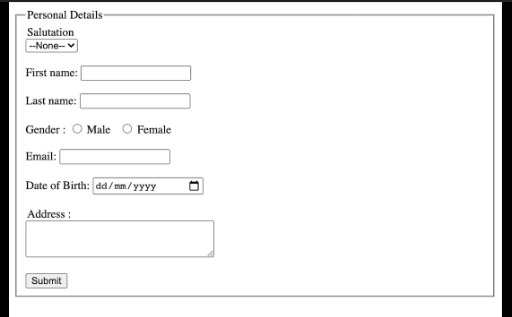 Personal Details
Salutation
--None--
First name:
Last name:
Gender : Male Female
Email:
Date of Birth: dd/mm/yyyy
Address :
Submit